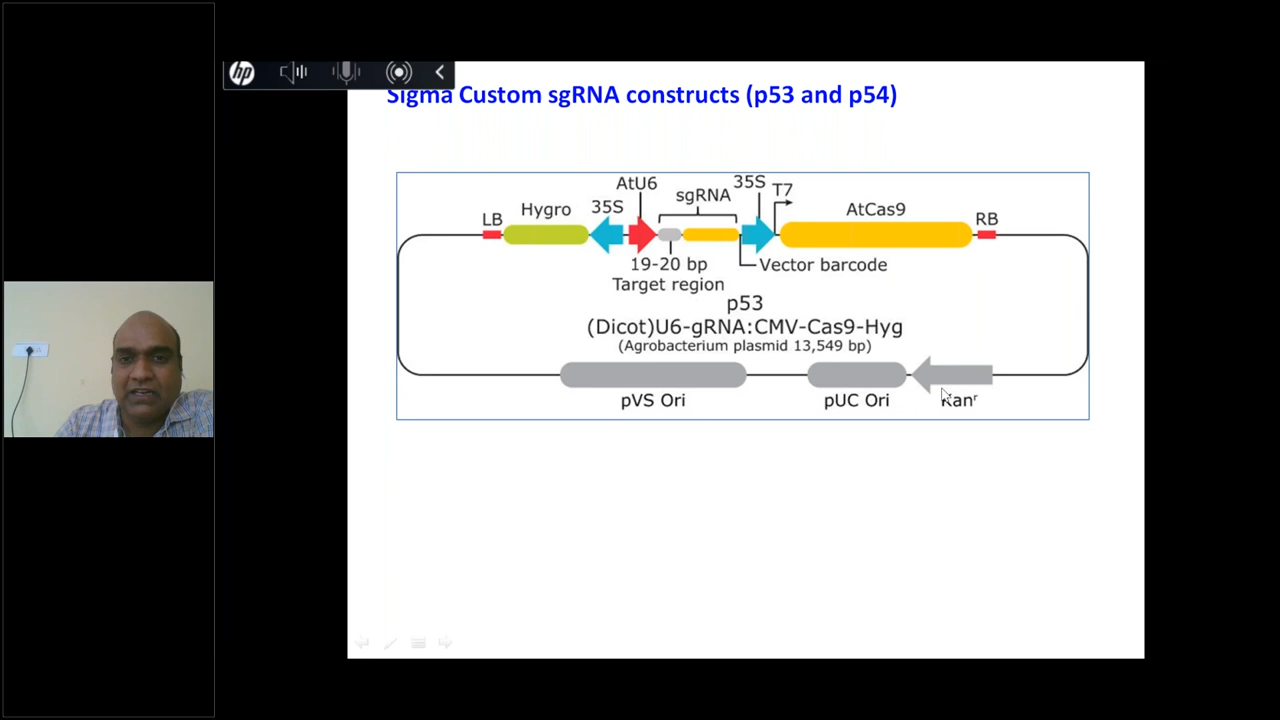 hp
Sigma Custom sgRNA constructs (p53 and p54)
AtU6
35S
sgRNA
T7
Hygro
35S
AtCas9
LB
RB
19-20 bp
Vector barcode
Target region
p53
(Dicot)U6-gRNA:CMV-Cas9-Hyg
(Agrobacterium plasmid 13,549 bp)
pVS Ori
pUC Ori
Kanʳ